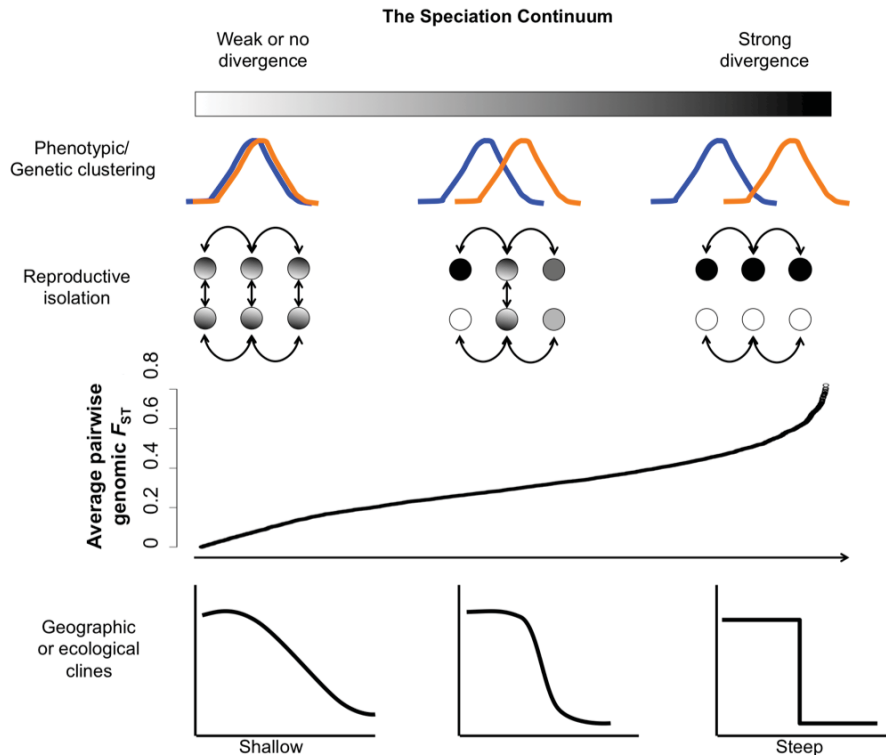 The Speciation Continuum
Weak or no
divergence
Strong
divergence
Phenotypic/
Genetic clustering
Reproductive
isolation
Average pairwise
genomic FST
0.8
0.6
0.4
0.2
0
Geographic
or ecological
clines
Shallow
Steep